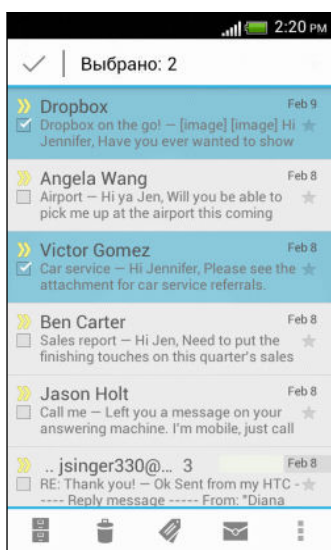 2:20 PM
Выбрано: 2
Dropbox Feb 9
Dropbox on the go! – [image] [image] Hi
Jennifer, Have you ever wanted to show
Angela Wang Feb 8
Airport – Hi ya Jen, Will you be able to
pick me up at the airport this coming
Victor Gomez Feb 8
Car service – Hi Jennifer, Please see the
attachment for car service referrals.
Ben Carter Feb 8
Sales report – Hi Jen, Need to put the
finishing touches on this quarter's sales
Jason Holt Feb 8
Call me – Left you a message on your
answering machine. I'm mobile, just call
.. jsinger330@... 3 Feb 8
RE: Thank you! – Ok Sent from my HTC -
---- Reply message ----- From: "Diana